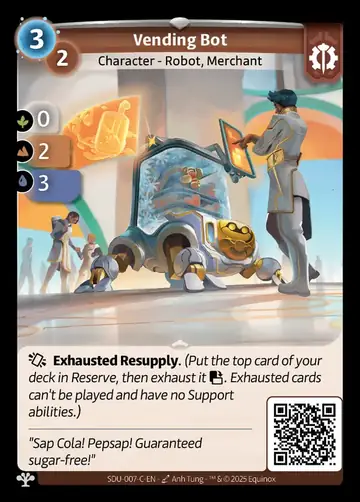 3
Vending Bot
2
Character - Robot, Merchant
0
2
3
Exhausted Resupply. (Put the top card of your
deck in Reserve, then exhaust it. Exhausted cards
can't be played and have no Support
abilities.)
"Sap Cola! Pepsap! Guaranteed
sugar-free!"
SDU-007-C-EN - Anh Tung - ™ & © 2025 Equinox